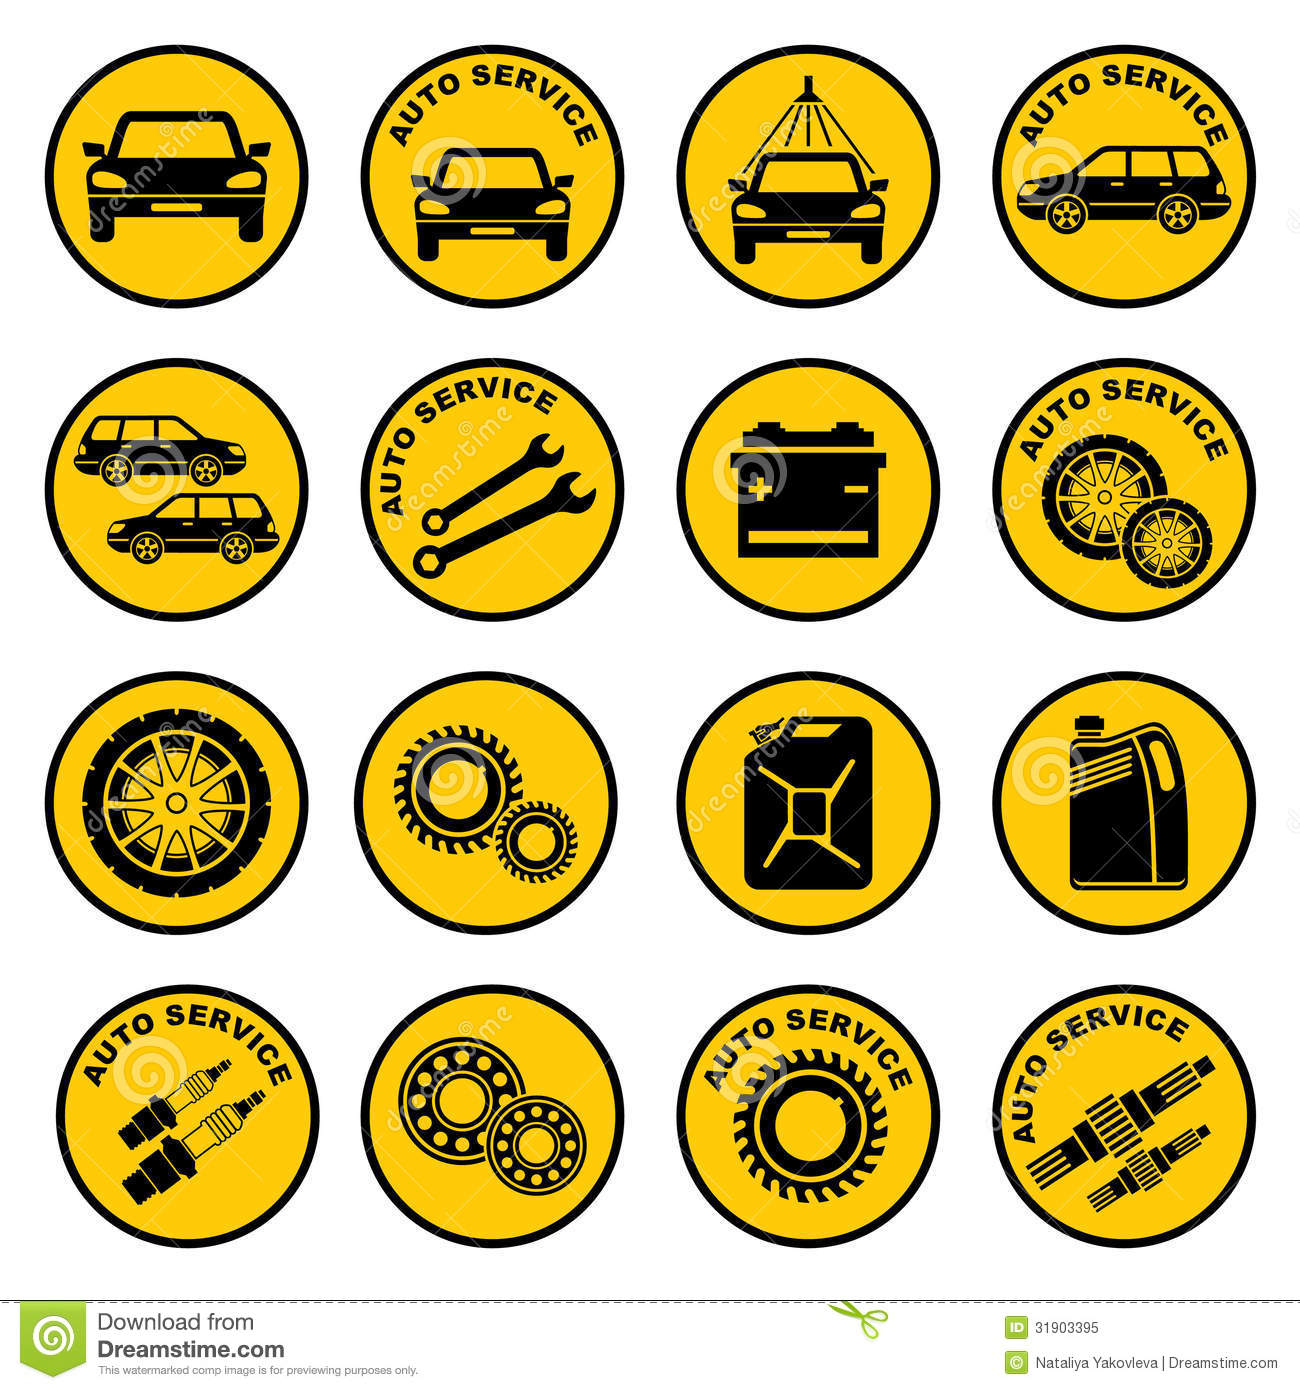 AUTO SERVICE
AUTO SERVICE
AUTO SERVICE
AUTO SERVICE
AUTO SERVICE
AUTO SERVICE
AUTO SERVICE
Download from
Dreamstime.com
This watermarked comp image is for previewing purposes only.
ID 31903395
© Nataliya Yakovleva | Dreamstime.com